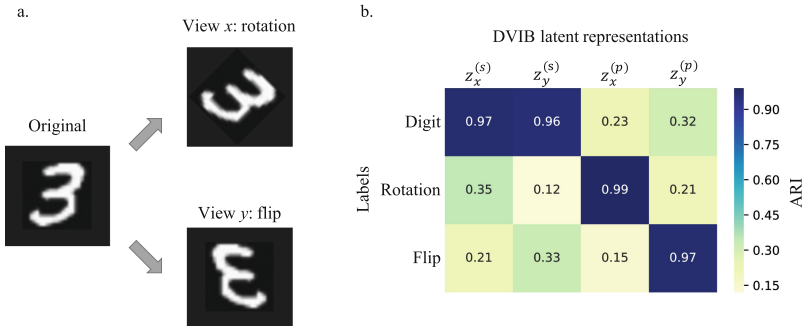 a.
Original
View x: rotation
View y: flip
b.
DVIB latent representations
z_x^(s) z_y^(s) z_x^(p) z_y^(p)
Labels
Digit 0.97 0.96 0.23 0.32
Rotation 0.35 0.12 0.99 0.21
Flip 0.21 0.33 0.15 0.97
0.90
0.75
0.60
0.45
0.30
0.15
ARI